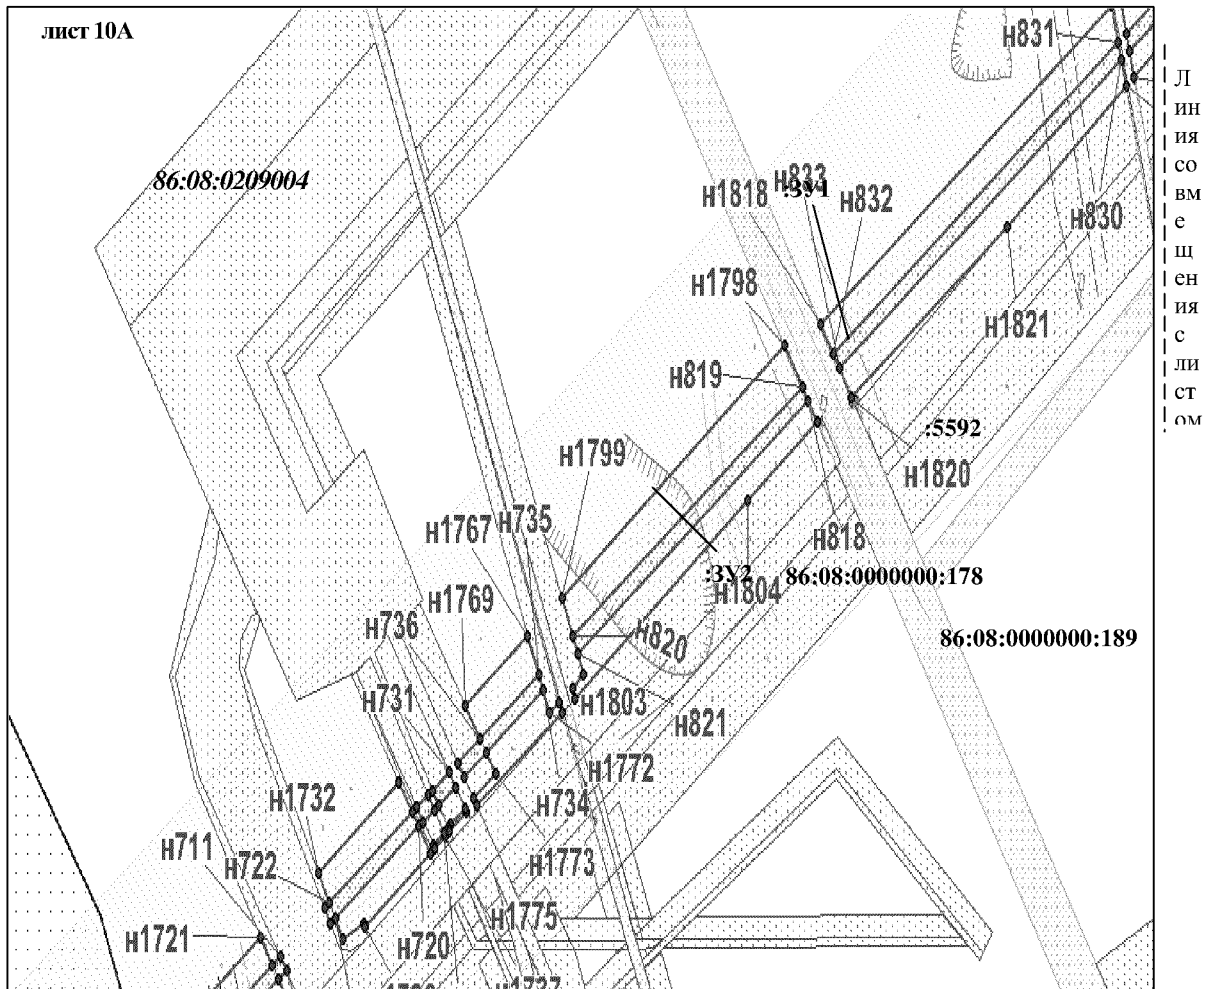 лист 10А
н831
Линия совмещения с листом
86:08:0209004
н833
:ЗУ1
н1818
н832
н830
н1798
н1821
н819
:5592
н1799
н1820
н1767
н735
н818
:ЗУ2
86:08:0000000:178
н1804
н1769
н736
н820
86:08:0000000:189
н731
н1803
н821
н1772
н1732
н734
н711
н722
н1773
н1775
н1721
н720